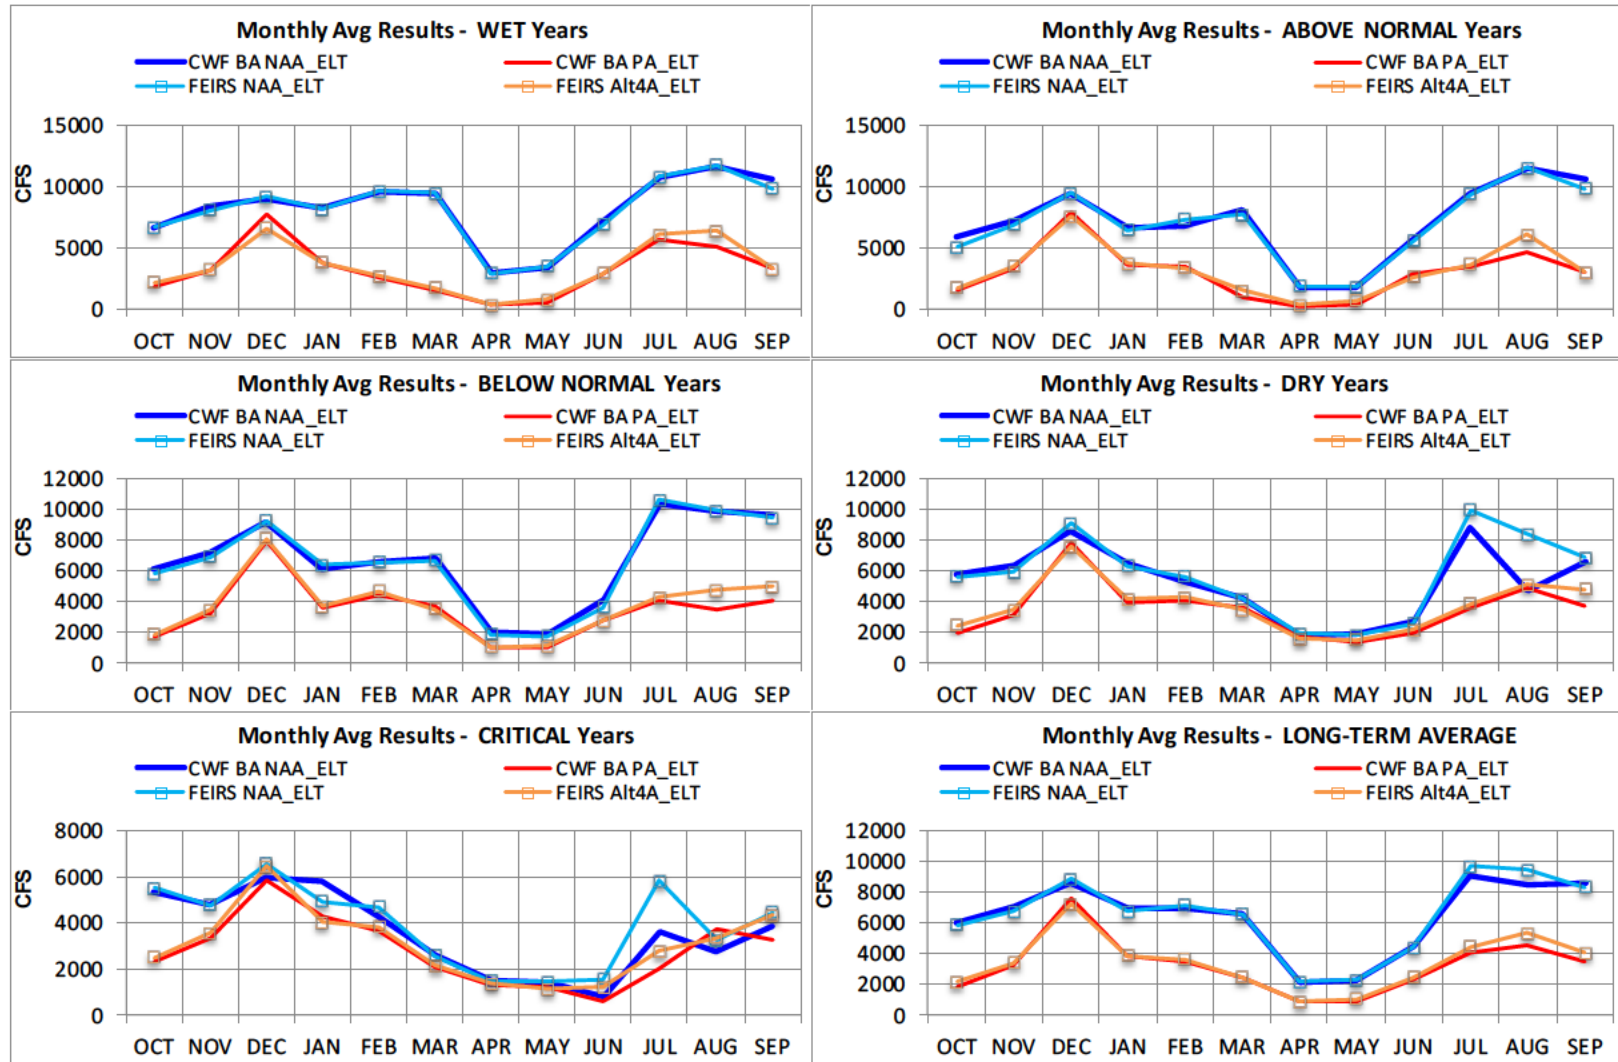 Monthly Avg Results - WET Years
CWF BA NAA_ELT CWF BA PA_ELT
FEIRS NAA_ELT FEIRS Alt4A_ELT
15000
10000
5000
0
CFS
OCT NOV DEC JAN FEB MAR APR MAY JUN JUL AUG SEP
Monthly Avg Results - ABOVE NORMAL Years
CWF BA NAA_ELT CWF BA PA_ELT
FEIRS NAA_ELT FEIRS Alt4A_ELT
15000
10000
5000
0
CFS
OCT NOV DEC JAN FEB MAR APR MAY JUN JUL AUG SEP
Monthly Avg Results - BELOW NORMAL Years
CWF BA NAA_ELT CWF BA PA_ELT
FEIRS NAA_ELT FEIRS Alt4A_ELT
12000
10000
8000
6000
4000
2000
0
CFS
OCT NOV DEC JAN FEB MAR APR MAY JUN JUL AUG SEP
Monthly Avg Results - DRY Years
CWF BA NAA_ELT CWF BA PA_ELT
FEIRS NAA_ELT FEIRS Alt4A_ELT
12000
10000
8000
6000
4000
2000
0
CFS
OCT NOV DEC JAN FEB MAR APR MAY JUN JUL AUG SEP
Monthly Avg Results - CRITICAL Years
CWF BA NAA_ELT CWF BA PA_ELT
FEIRS NAA_ELT FEIRS Alt4A_ELT
8000
6000
4000
2000
0
CFS
OCT NOV DEC JAN FEB MAR APR MAY JUN JUL AUG SEP
Monthly Avg Results - LONG-TERM AVERAGE
CWF BA NAA_ELT CWF BA PA_ELT
FEIRS NAA_ELT FEIRS Alt4A_ELT
12000
10000
8000
6000
4000
2000
0
CFS
OCT NOV DEC JAN FEB MAR APR MAY JUN JUL AUG SEP